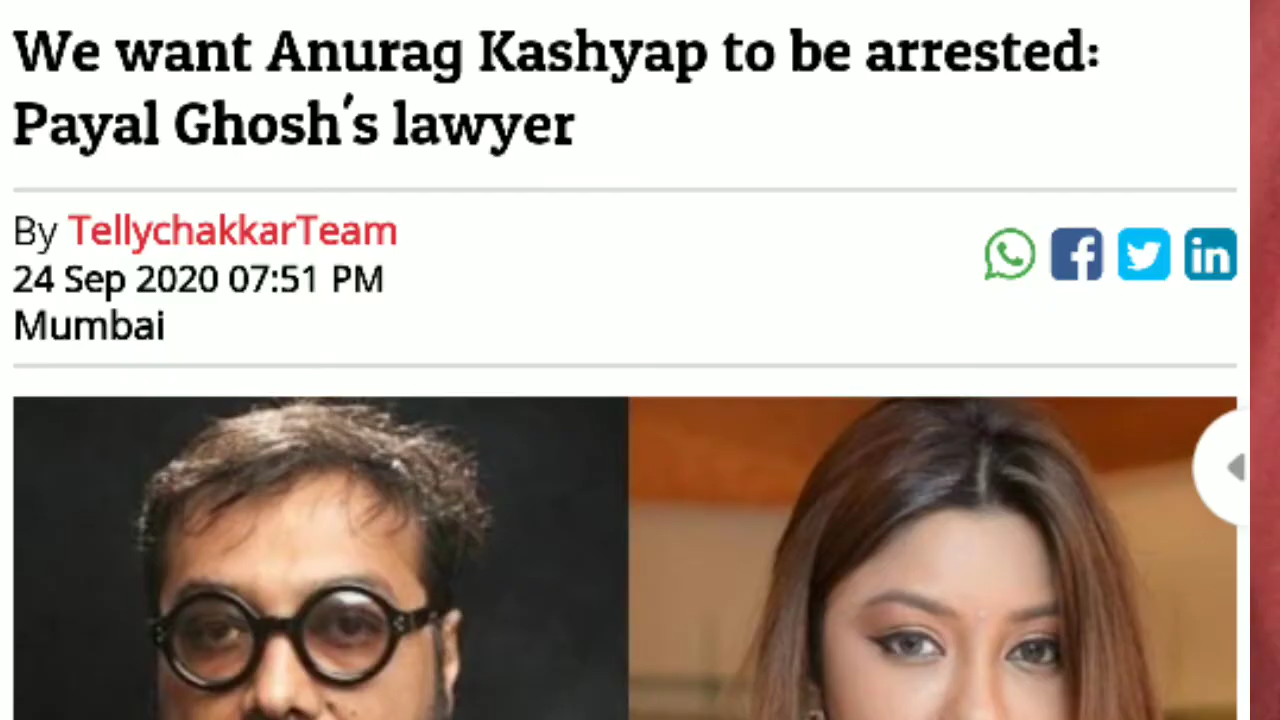 We want Anurag Kashyap to be arrested:
Payal Ghosh's lawyer
By TellychakkarTeam
24 Sep 2020 07:51 PM
Mumbai